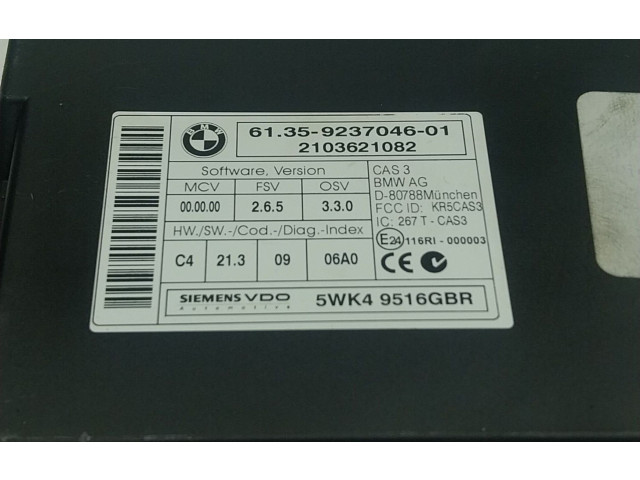 BMW
61.35-9237046-01
2103621082
Software, Version
MCV FSV OSV
00.00.00 2.6.5 3.3.0
HW./SW.-/Cod.-/Diag.-Index
C4 21.3 09 06A0
CAS 3
BMW AG
D-80788München
FCC ID: KR5CAS3
IC: 267 T - CAS3
E24 116RI - 000003
CE
SIEMENS VDO
Automotive
5WK4 9516GBR